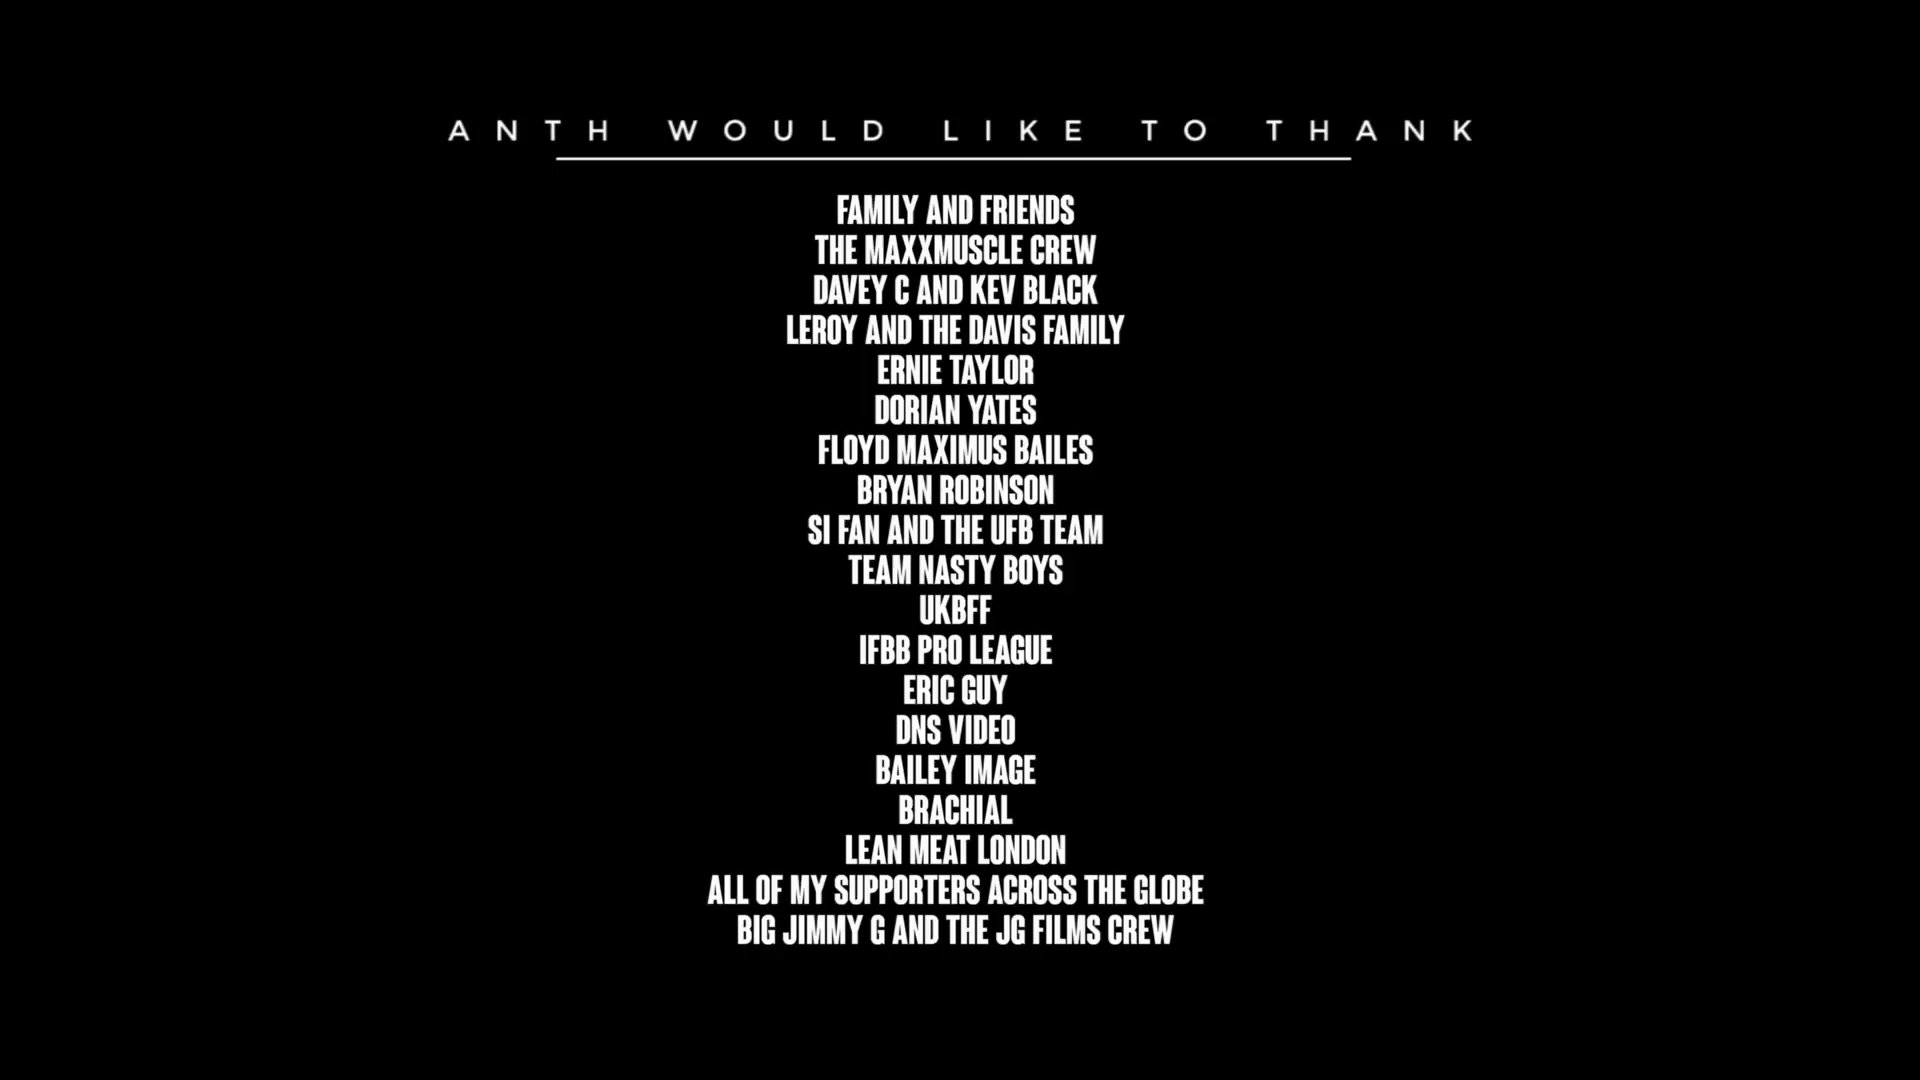 ANTH WOULD LIKE TO THANK
FAMILY AND FRIENDS
THE MAXXMUSCLE CREW
DAVEY C AND KEV BLACK
LEROY AND THE DAVIS FAMILY
ERNIE TAYLOR
DORIAN YATES
FLOYD MAXIMUS BAILES
BRYAN ROBINSON
SI FAN AND THE UFB TEAM
TEAM NASTY BOYS
UKBFF
IFBB PRO LEAGUE
ERIC GUY
DNS VIDEO
BAILEY IMAGE
BRACHIAL
LEAN MEAT LONDON
ALL OF MY SUPPORTERS ACROSS THE GLOBE
BIG JIMMY G AND THE JG FILMS CREW